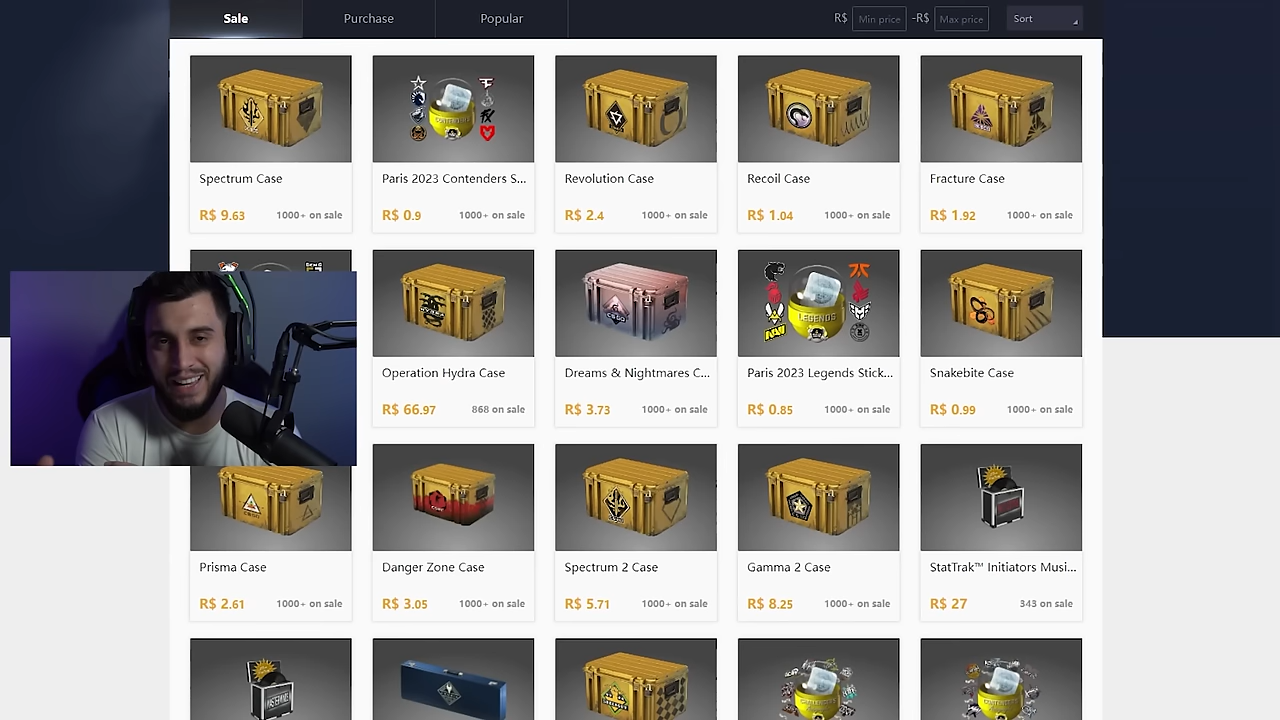 Sale
Purchase
Popular
R$ Min price -R$ Max price
Sort
Spectrum Case
R$ 9.63 1000+ on sale
Paris 2023 Contenders S...
R$ 0.9 1000+ on sale
Revolution Case
R$ 2.4 1000+ on sale
Recoil Case
R$ 1.04 1000+ on sale
Fracture Case
R$ 1.92 1000+ on sale
Operation Hydra Case
R$ 66.97 868 on sale
Dreams & Nightmares C...
R$ 3.73 1000+ on sale
LEGENDS
Paris 2023 Legends Stick...
R$ 0.85 1000+ on sale
Snakebite Case
R$ 0.99 1000+ on sale
Prisma Case
R$ 2.61 1000+ on sale
Danger Zone Case
R$ 3.05 1000+ on sale
Spectrum 2 Case
R$ 5.71 1000+ on sale
Gamma 2 Case
R$ 8.25 1000+ on sale
StatTrak™ Initiators Musi...
R$ 27 343 on sale